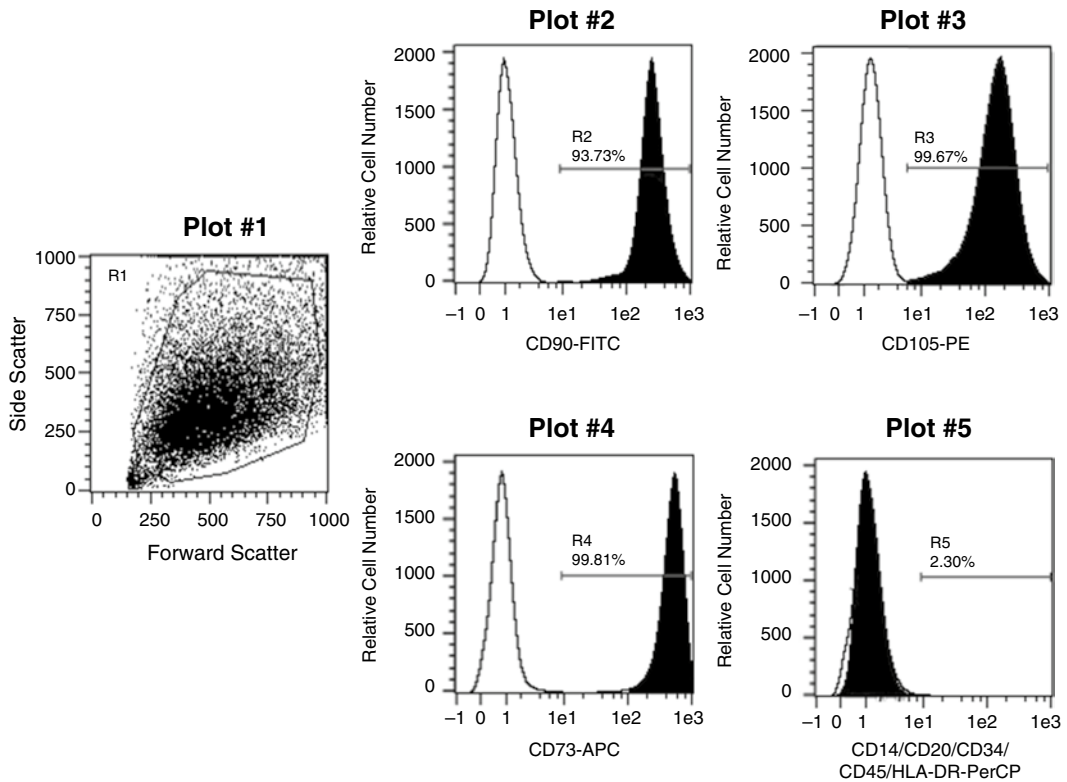 Plot #2
Relative Cell Number
2000
1500
1000
500
0
R2
93.73%
−1 0 1 1e1 1e2 1e3
CD90-FITC
Plot #3
Relative Cell Number
2000
1500
1000
500
0
R3
99.67%
−1 0 1 1e1 1e2 1e3
CD105-PE
Plot #1
Side Scatter
1000
750
500
250
0
R1
0 250 500 750 1000
Forward Scatter
Plot #4
Relative Cell Number
2000
1500
1000
500
0
R4
99.81%
−1 0 1 1e1 1e2 1e3
CD73-APC
Plot #5
Relative Cell Number
2000
1500
1000
500
0
R5
2.30%
−1 0 1 1e1 1e2 1e3
CD14/CD20/CD34/
CD45/HLA-DR-PerCP